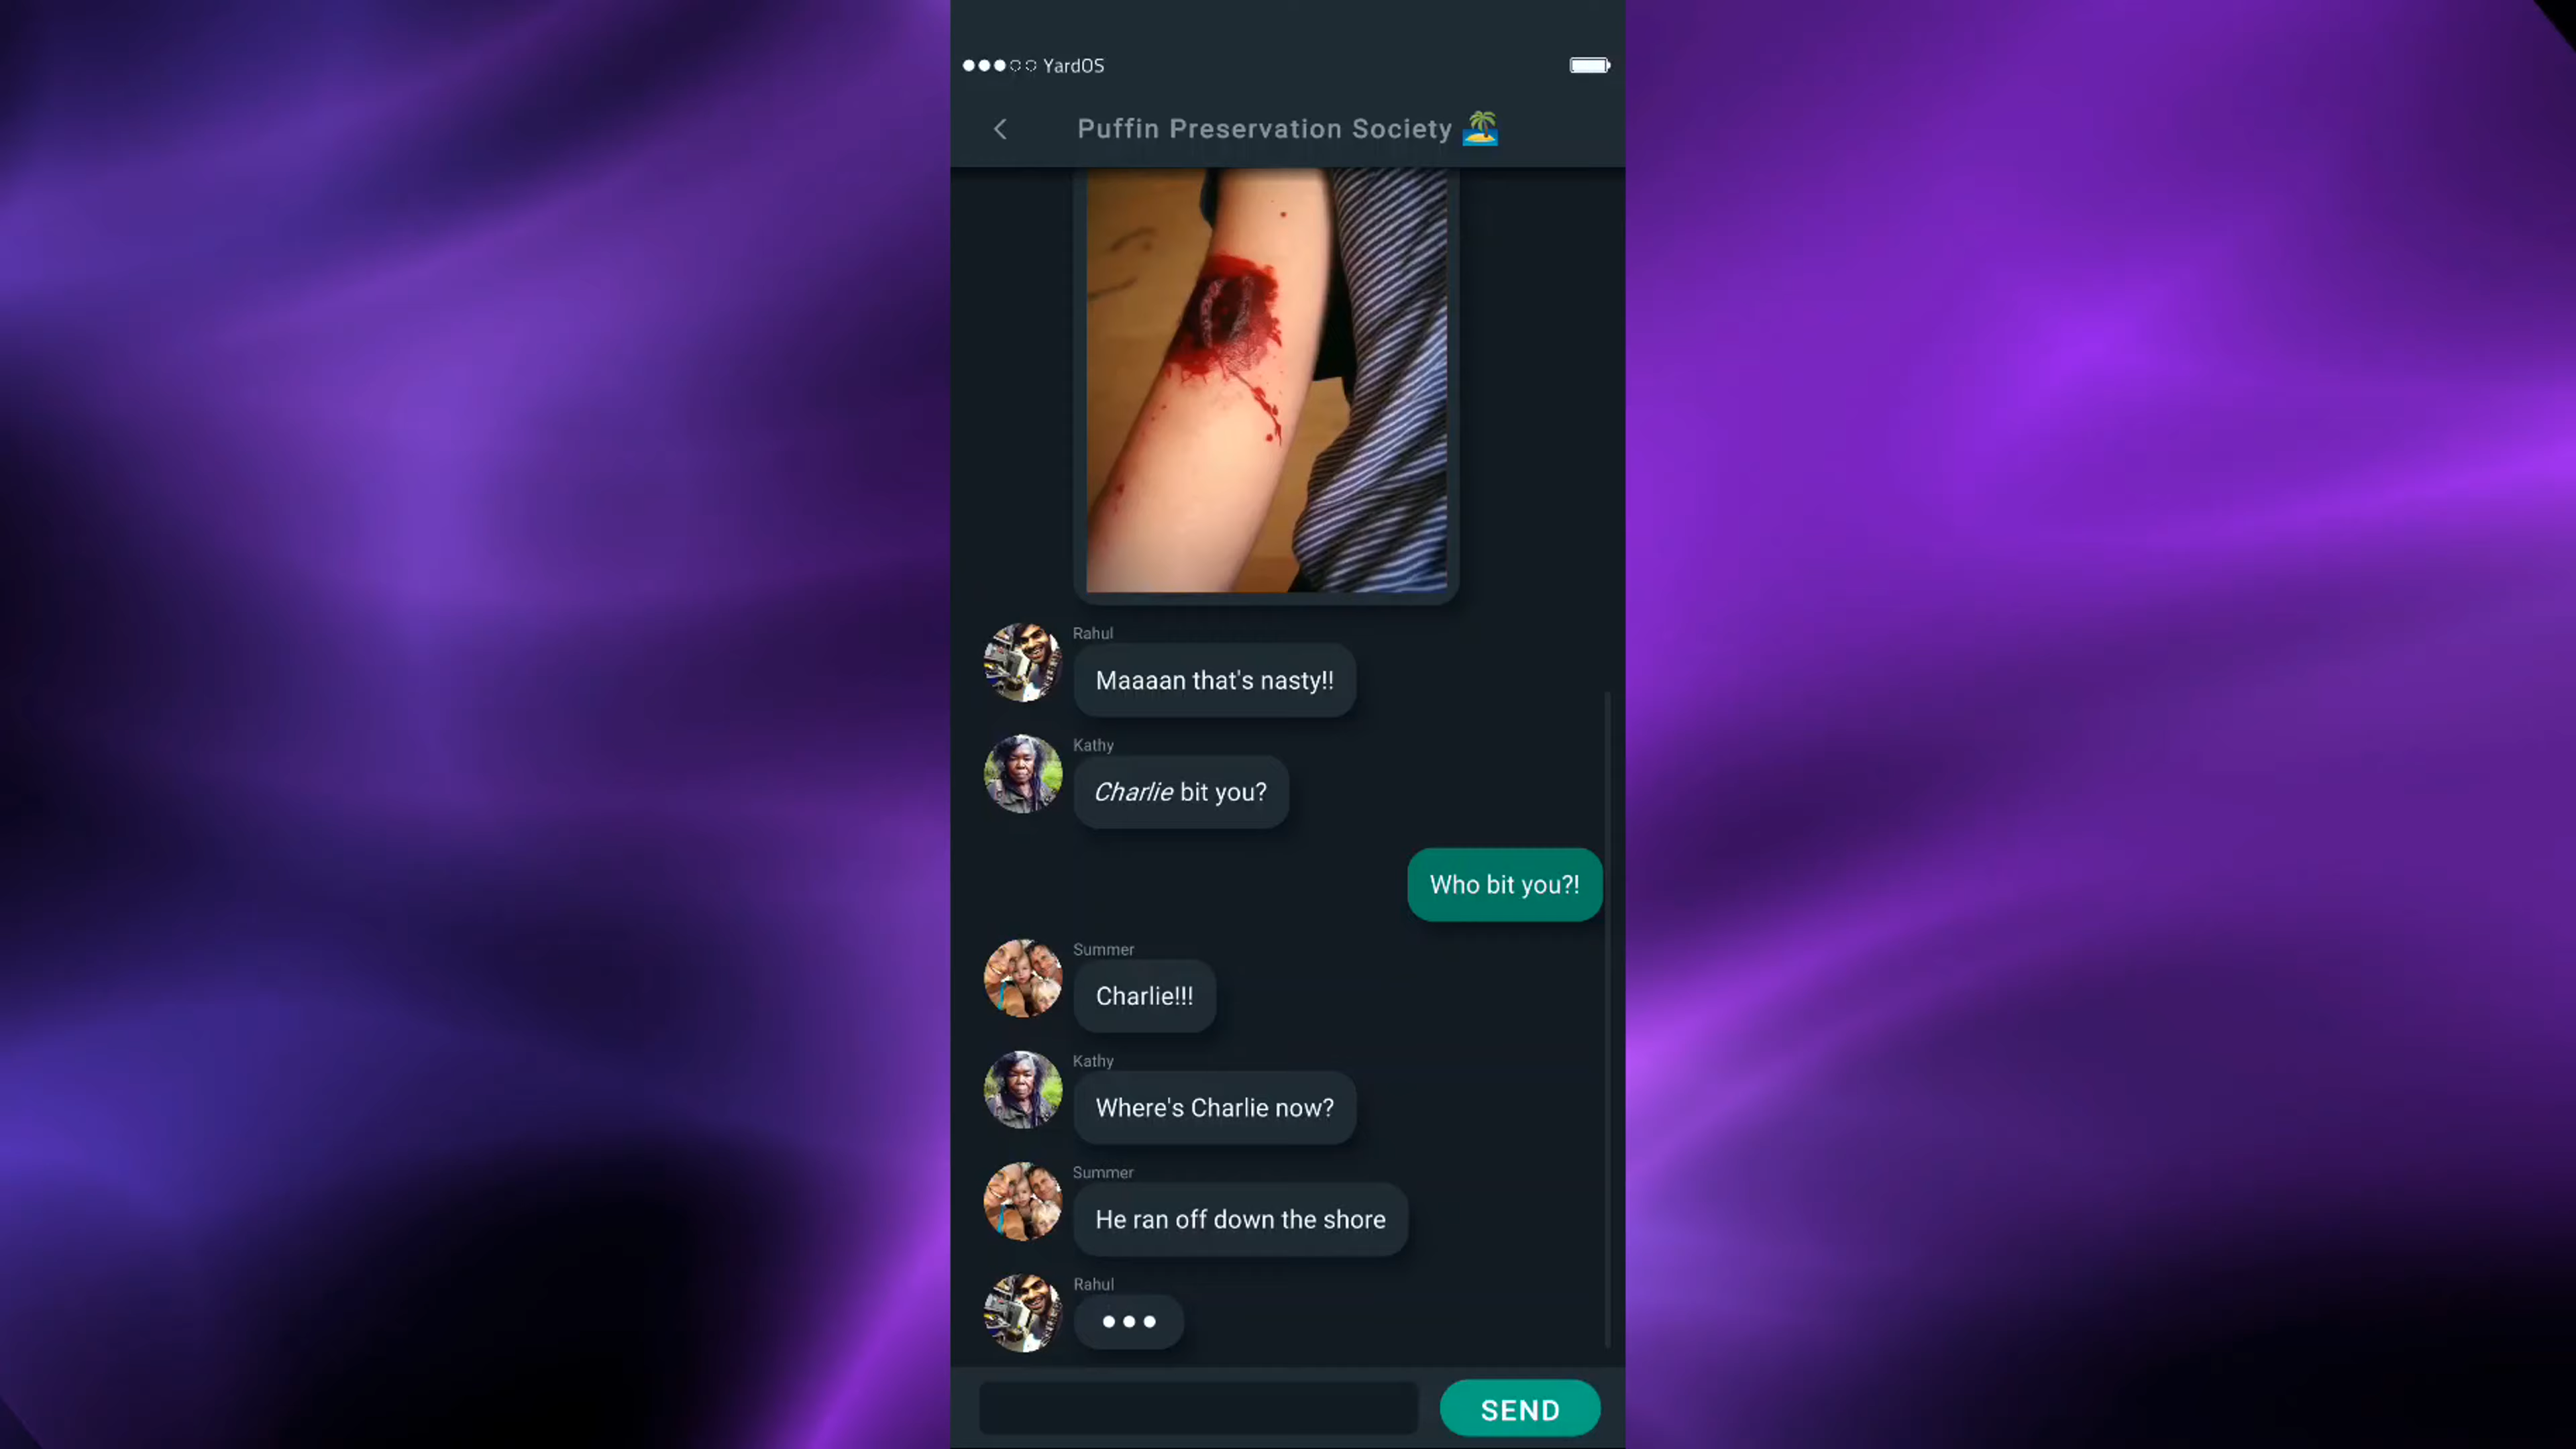 YardOS
Puffin Preservation Society
Rahul
Maaaan that's nasty!!
Kathy
Charlie bit you?
Who bit you?!
Summer
Charlie!!!
Kathy
Where's Charlie now?
Summer
He ran off down the shore
Rahul
SEND